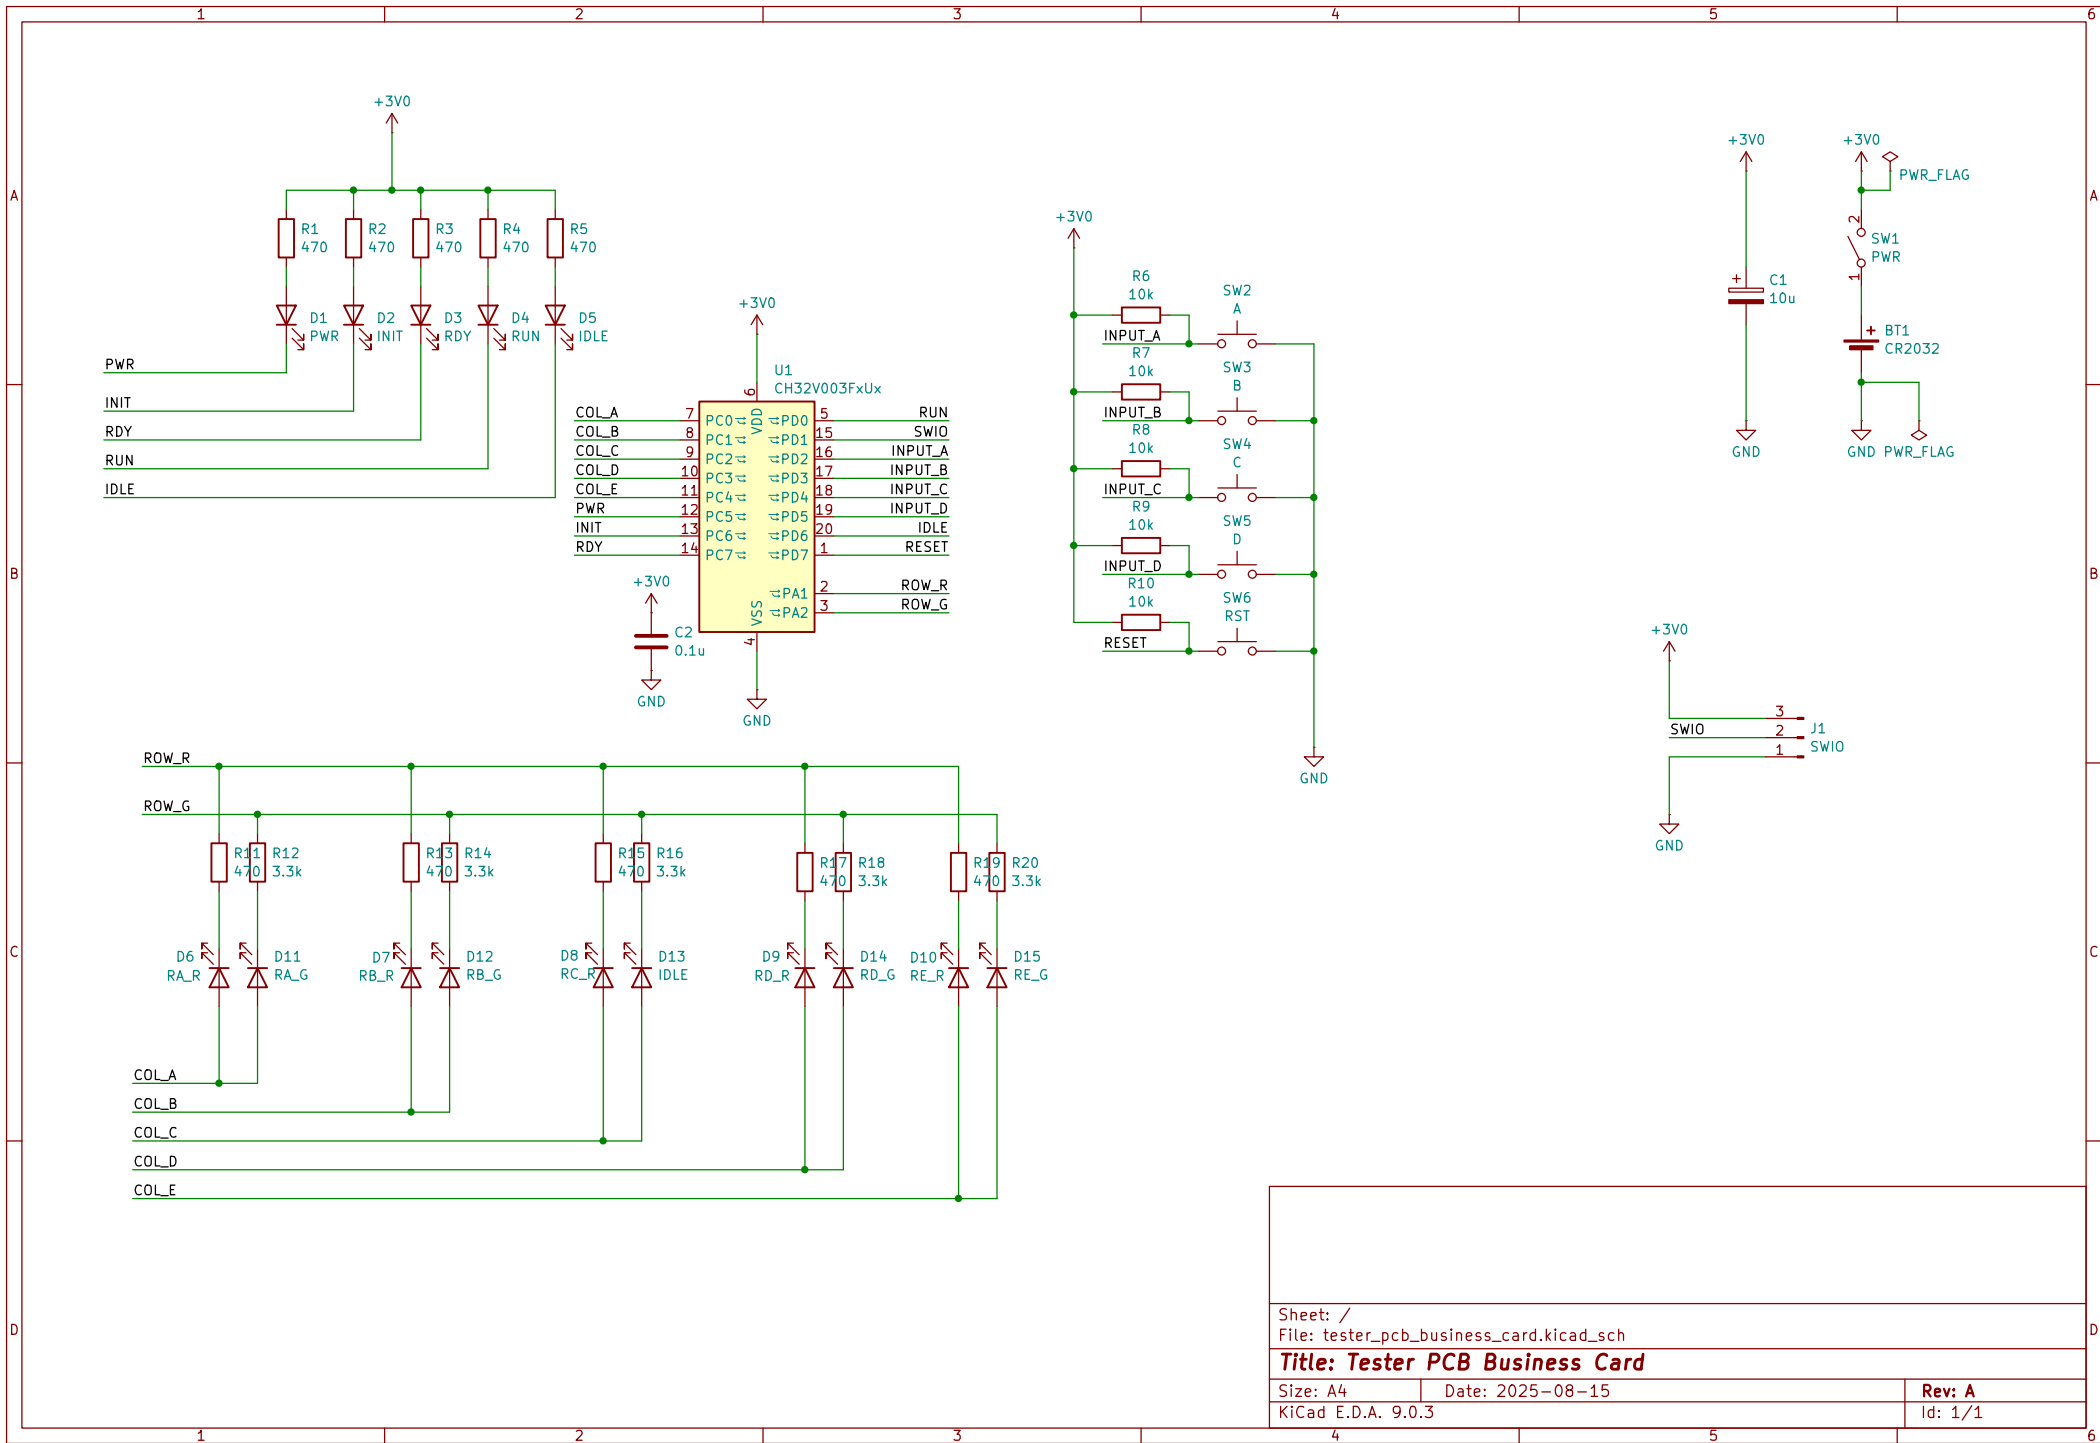 1 2 3 4 5 6
A
A
B
B
C
C
D
D
+3V0
R1
470
R2
470
R3
470
R4
470
R5
470
D1
PWR
D2
INIT
D3
RDY
D4
RUN
D5
IDLE
PWR
INIT
RDY
RUN
IDLE
+3V0
U1
CH32V003FxUx
6
VDD
COL_A 7 PC0 PD0 5 RUN
COL_B 8 PC1 PD1 15 SWIO
COL_C 9 PC2 PD2 16 INPUT_A
COL_D 10 PC3 PD3 17 INPUT_B
COL_E 11 PC4 PD4 18 INPUT_C
PWR 12 PC5 PD5 19 INPUT_D
INIT 13 PC6 PD6 20 IDLE
RDY 14 PC7 PD7 1 RESET
PA1 2 ROW_R
PA2 3 ROW_G
VSS
4
GND
+3V0
C2
0.1u
GND
+3V0
R6
10k
INPUT_A
SW2
A
R7
10k
INPUT_B
SW3
B
R8
10k
INPUT_C
SW4
C
R9
10k
INPUT_D
SW5
D
R10
10k
RESET
SW6
RST
GND
+3V0
C1
10u
GND
+3V0
PWR_FLAG
2
SW1
PWR
1
+
BT1
CR2032
GND PWR_FLAG
+3V0
3
SWIO 2
1
J1
SWIO
GND
ROW_R
ROW_G
R11
470
R12
3.3k
R13
470
R14
3.3k
R15
470
R16
3.3k
R17
470
R18
3.3k
R19
470
R20
3.3k
D6
RA_R
D11
RA_G
D7
RB_R
D12
RB_G
D8
RC_R
D13
IDLE
D9
RD_R
D14
RD_G
D10
RE_R
D15
RE_G
COL_A
COL_B
COL_C
COL_D
COL_E
Sheet: /
File: tester_pcb_business_card.kicad_sch
Title: Tester PCB Business Card
Size: A4 Date: 2025-08-15 Rev: A
KiCad E.D.A. 9.0.3 Id: 1/1
1 2 3 4 5 6